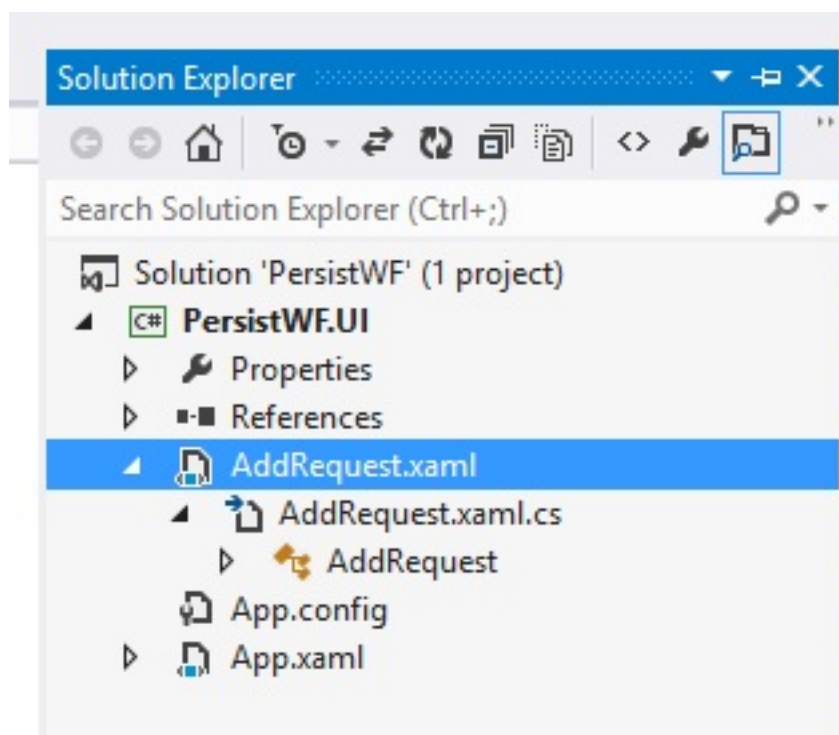 Solution Explorer
Search Solution Explorer (Ctrl+;)
Solution 'PersistWF' (1 project)
C# PersistWF.UI
Properties
References
AddRequest.xaml
AddRequest.xaml.cs
AddRequest
App.config
App.xaml